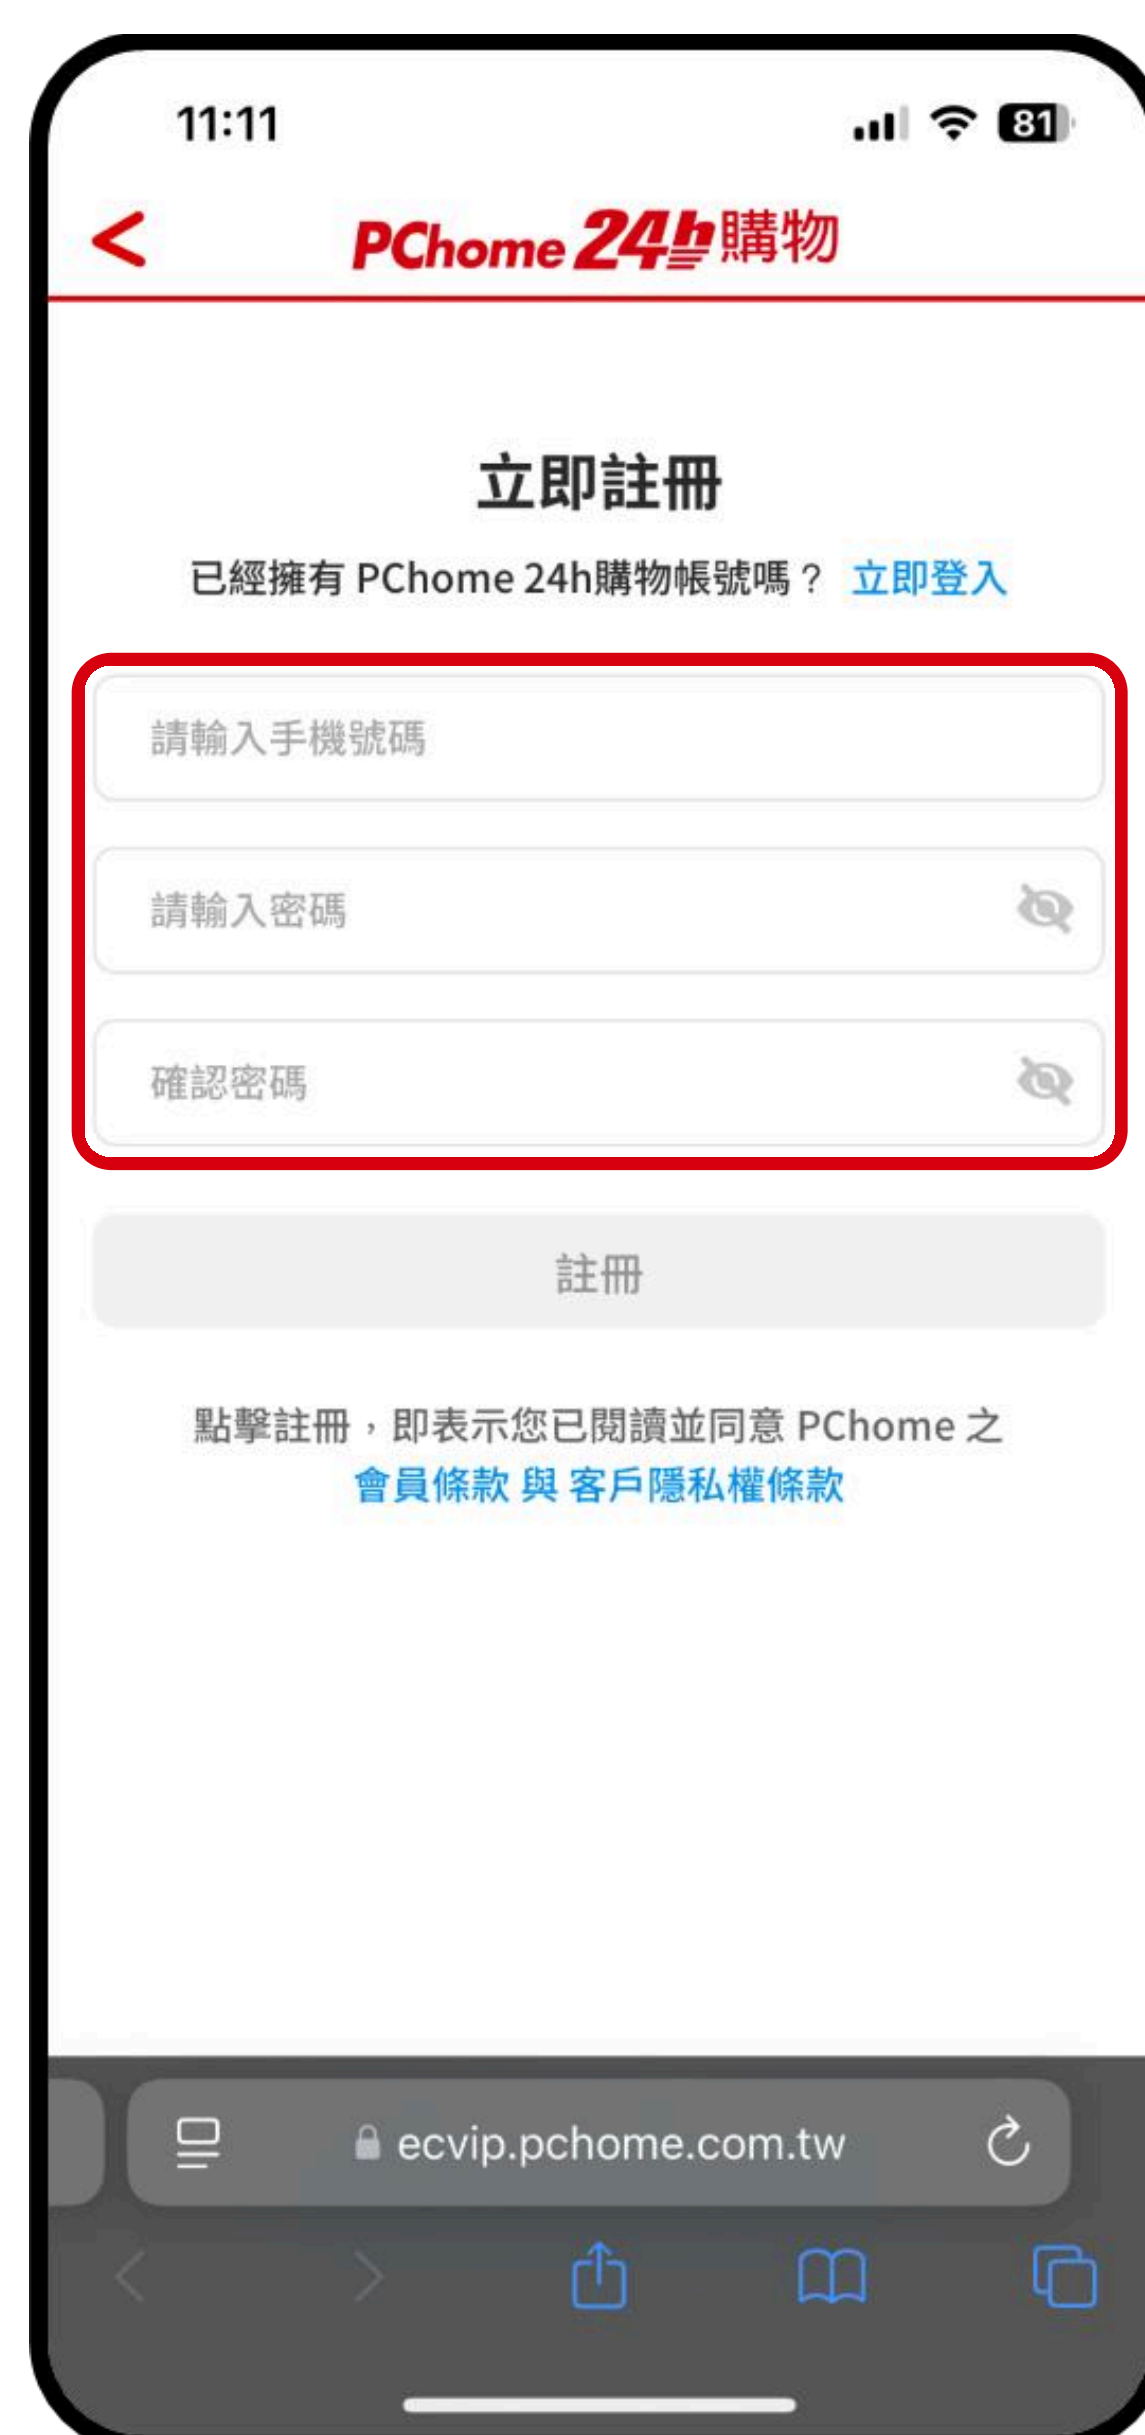 11:11
81
PChome 24h購物
立即註冊
已經擁有 PChome 24h購物帳號嗎？ 立即登入
請輸入手機號碼
請輸入密碼
確認密碼
註冊
點擊註冊，即表示您已閱讀並同意 PChome 之
會員條款 與 客戶隱私權條款
ecvip.pchome.com.tw